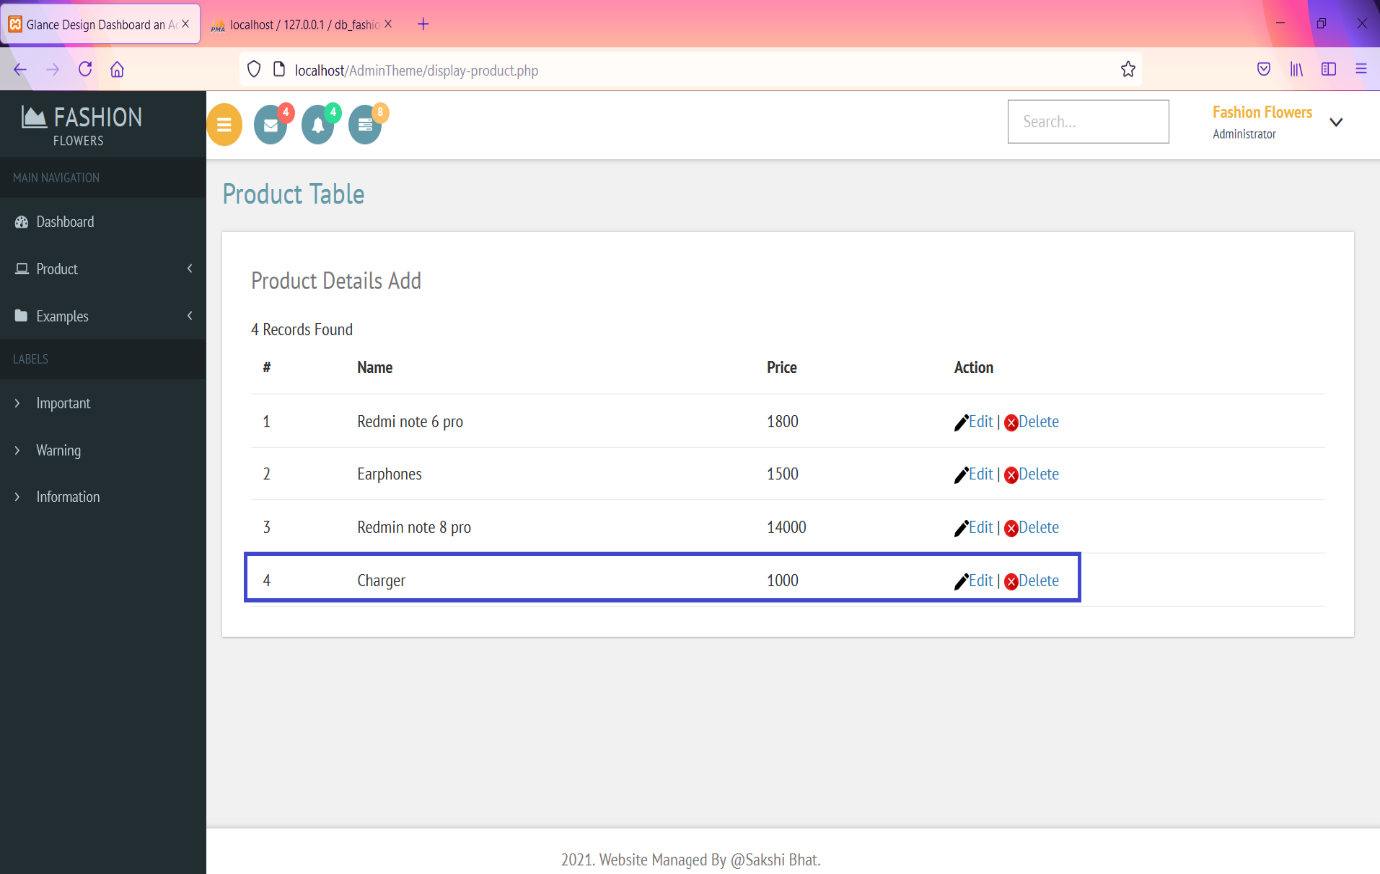 Glance Design Dashboard an Ad
localhost / 127.0.0.1 / db_fashio
localhost/AdminTheme/display-product.php
FASHION
FLOWERS
4
4
8
Search...
Fashion Flowers
Administrator
MAIN NAVIGATION
Dashboard
Product
Examples
LABELS
Important
Warning
Information
Product Table
Product Details Add
4 Records Found
# Name Price Action
1 Redmi note 6 pro 1800 Edit | Delete
2 Earphones 1500 Edit | Delete
3 Redmin note 8 pro 14000 Edit | Delete
4 Charger 1000 Edit | Delete
2021. Website Managed By @Sakshi Bhat.